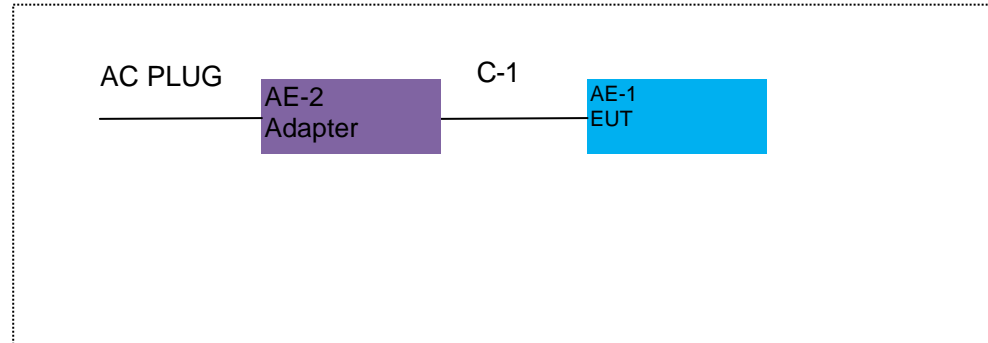 AC PLUG
AE-2
Adapter
C-1
AE-1
EUT